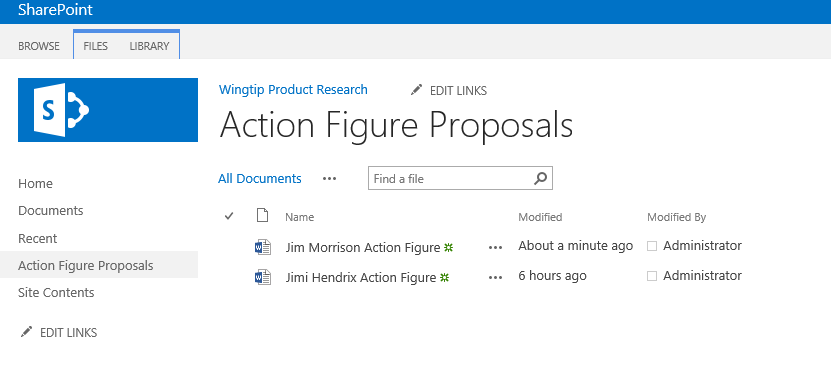 SharePoint
BROWSE FILES LIBRARY
S
Wingtip Product Research EDIT LINKS
Action Figure Proposals
Home
Documents
Recent
Action Figure Proposals
Site Contents
EDIT LINKS
All Documents ••• Find a file
Name Modified Modified By
Jim Morrison Action Figure ••• About a minute ago Administrator
Jimi Hendrix Action Figure ••• 6 hours ago Administrator